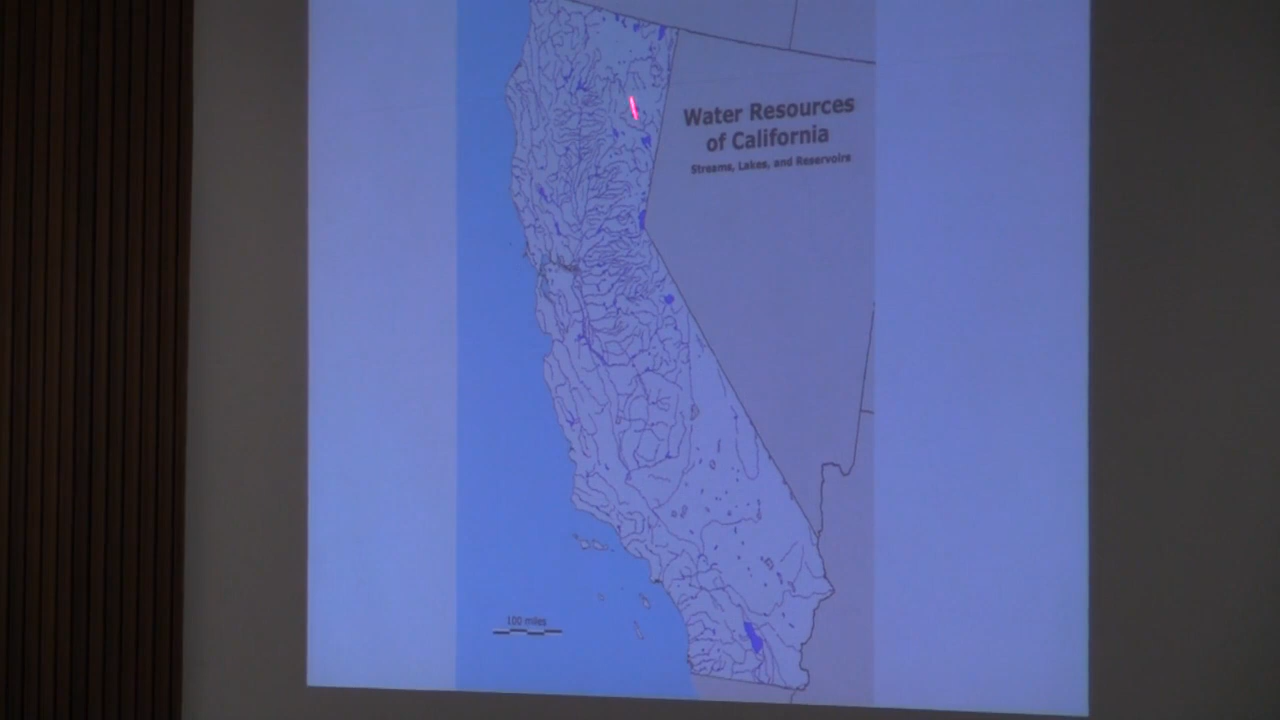 Water Resources
of California
Streams, Lakes, and Reservoirs
100 miles